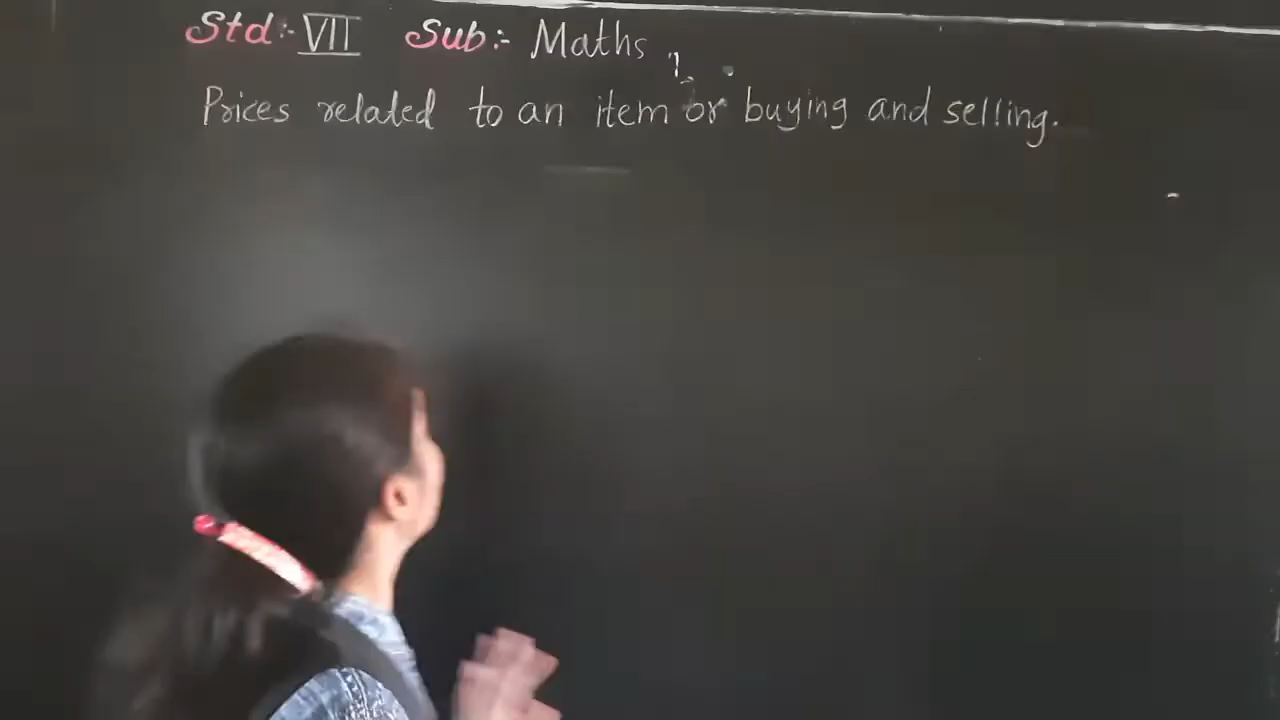 Std:- VII Sub:- Maths
Prices related to an item or buying and selling.